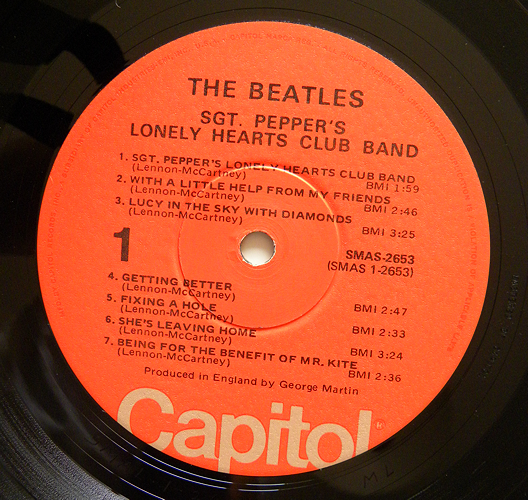 THE BEATLES
SGT. PEPPER'S
LONELY HEARTS CLUB BAND
1. SGT. PEPPER'S LONELY HEARTS CLUB BAND
(Lennon-McCartney) BMI 1:59
2. WITH A LITTLE HELP FROM MY FRIENDS
(Lennon-McCartney) BMI 2:46
3. LUCY IN THE SKY WITH DIAMONDS
(Lennon-McCartney) BMI 3:25
1
SMAS-2653
(SMAS 1-2653)
4. GETTING BETTER
(Lennon-McCartney) BMI 2:47
5. FIXING A HOLE
(Lennon-McCartney) BMI 2:33
6. SHE'S LEAVING HOME
(Lennon-McCartney) BMI 3:24
7. BEING FOR THE BENEFIT OF MR. KITE
(Lennon-McCartney) BMI 2:36
Produced in England by George Martin
Capitol